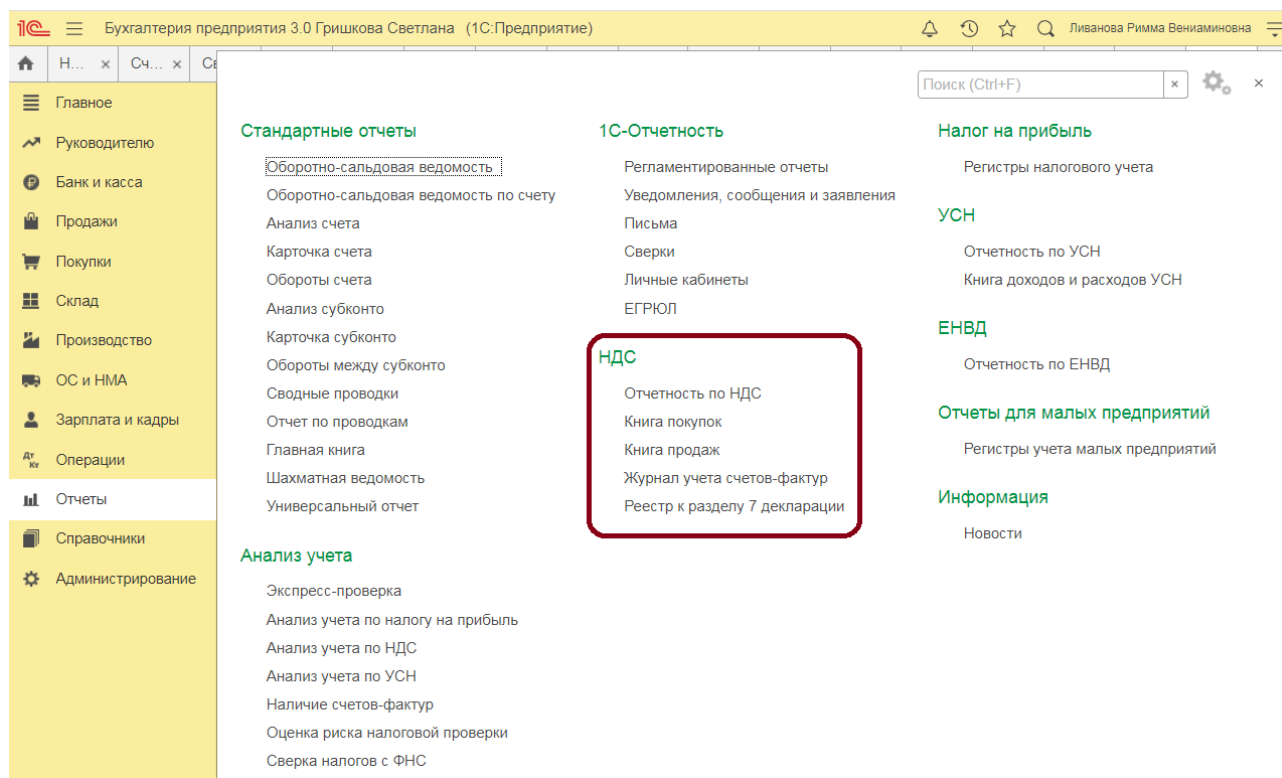 1С Бухгалтерия предприятия 3.0 Гришкова Светлана (1С:Предприятие) Ливанова Римма Вениаминовна
Н... × Сч... ×
Поиск (Ctrl+F) × ×
Главное
Руководителю
Банк и касса
Продажи
Покупки
Склад
Производство
ОС и НМА
Зарплата и кадры
Дт Кт Операции
Отчеты
Справочники
Администрирование
Стандартные отчеты
Оборотно-сальдовая ведомость
Оборотно-сальдовая ведомость по счету
Анализ счета
Карточка счета
Обороты счета
Анализ субконто
Карточка субконто
Обороты между субконто
Сводные проводки
Отчет по проводкам
Главная книга
Шахматная ведомость
Универсальный отчет
Анализ учета
Экспресс-проверка
Анализ учета по налогу на прибыль
Анализ учета по НДС
Анализ учета по УСН
Наличие счетов-фактур
Оценка риска налоговой проверки
Сверка налогов с ФНС
1С-Отчетность
Регламентированные отчеты
Уведомления, сообщения и заявления
Письма
Сверки
Личные кабинеты
ЕГРЮЛ
НДС
Отчетность по НДС
Книга покупок
Книга продаж
Журнал учета счетов-фактур
Реестр к разделу 7 декларации
Налог на прибыль
Регистры налогового учета
УСН
Отчетность по УСН
Книга доходов и расходов УСН
ЕНВД
Отчетность по ЕНВД
Отчеты для малых предприятий
Регистры учета малых предприятий
Информация
Новости